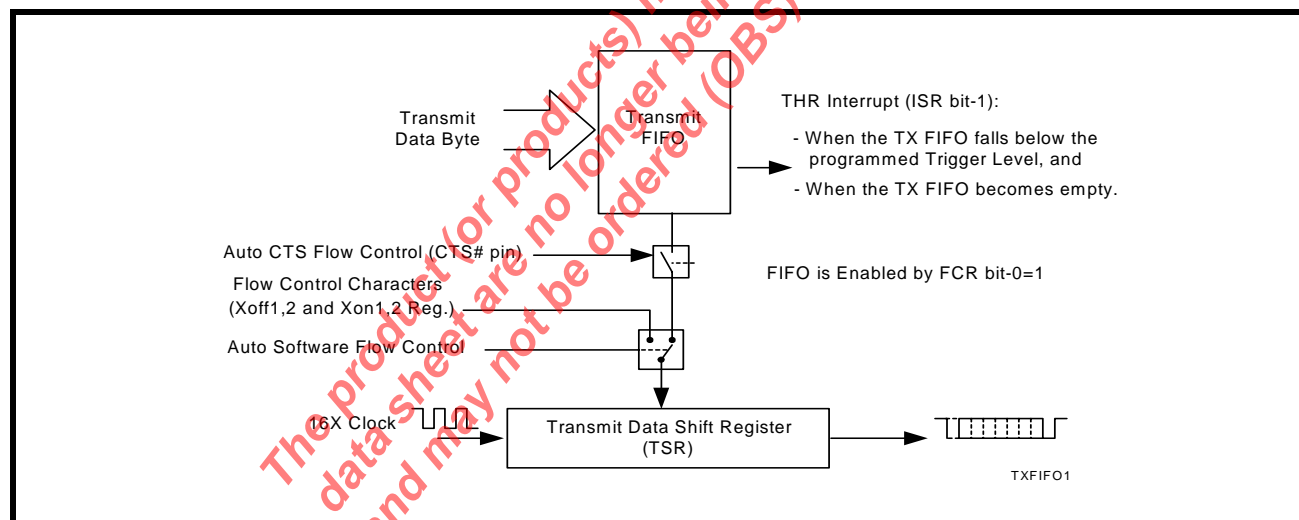 Transmit
Data Byte
Transmit
FIFO
THR Interrupt (ISR bit-1):
- When the TX FIFO falls below the
programmed Trigger Level, and
- When the TX FIFO becomes empty.
Auto CTS Flow Control (CTS# pin)
FIFO is Enabled by FCR bit-0=1
Flow Control Characters
(Xoff1,2 and Xon1,2 Reg.)
Auto Software Flow Control
16X Clock
Transmit Data Shift Register
(TSR)
TXFIFO1
The product (or products)
data sheet are no longer
and may not be ordered (OBS)